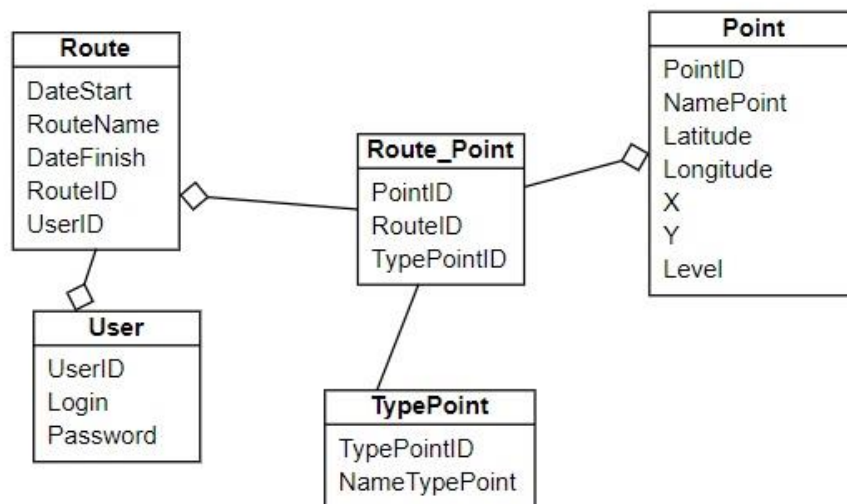 Route
DateStart
RouteName
DateFinish
RouteID
UserID
User
UserID
Login
Password
Route_Point
PointID
RouteID
TypePointID
TypePoint
TypePointID
NameTypePoint
Point
PointID
NamePoint
Latitude
Longitude
X
Y
Level